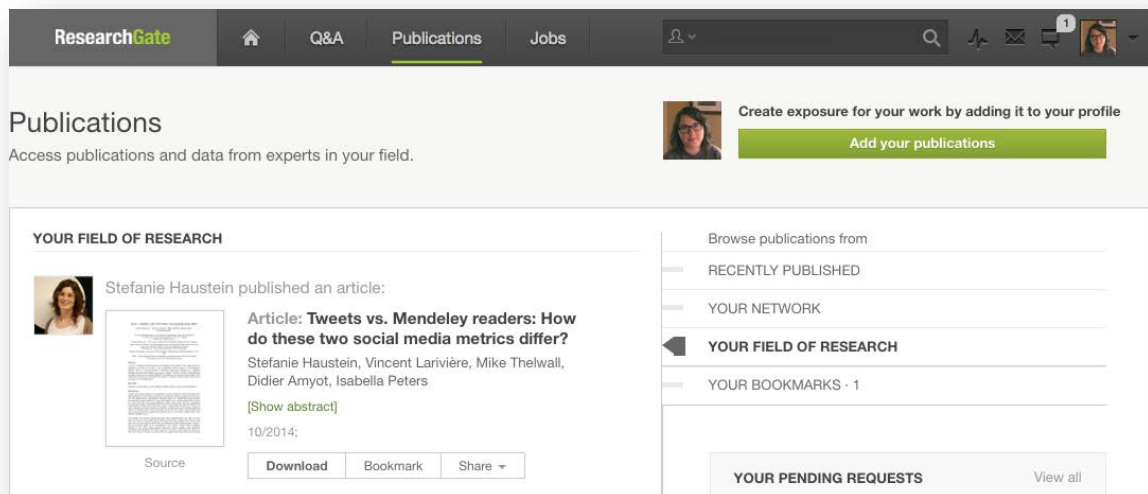 ResearchGate
Q&A
Publications
Jobs
1
Publications
Access publications and data from experts in your field.
Create exposure for your work by adding it to your profile
Add your publications
YOUR FIELD OF RESEARCH
Stefanie Haustein published an article:
Article: Tweets vs. Mendeley readers: How
do these two social media metrics differ?
Stefanie Haustein, Vincent Larivière, Mike Thelwall,
Didier Amyot, Isabella Peters
[Show abstract]
10/2014;
Source
Download
Bookmark
Share
Browse publications from
RECENTLY PUBLISHED
YOUR NETWORK
YOUR FIELD OF RESEARCH
YOUR BOOKMARKS · 1
YOUR PENDING REQUESTS
View all